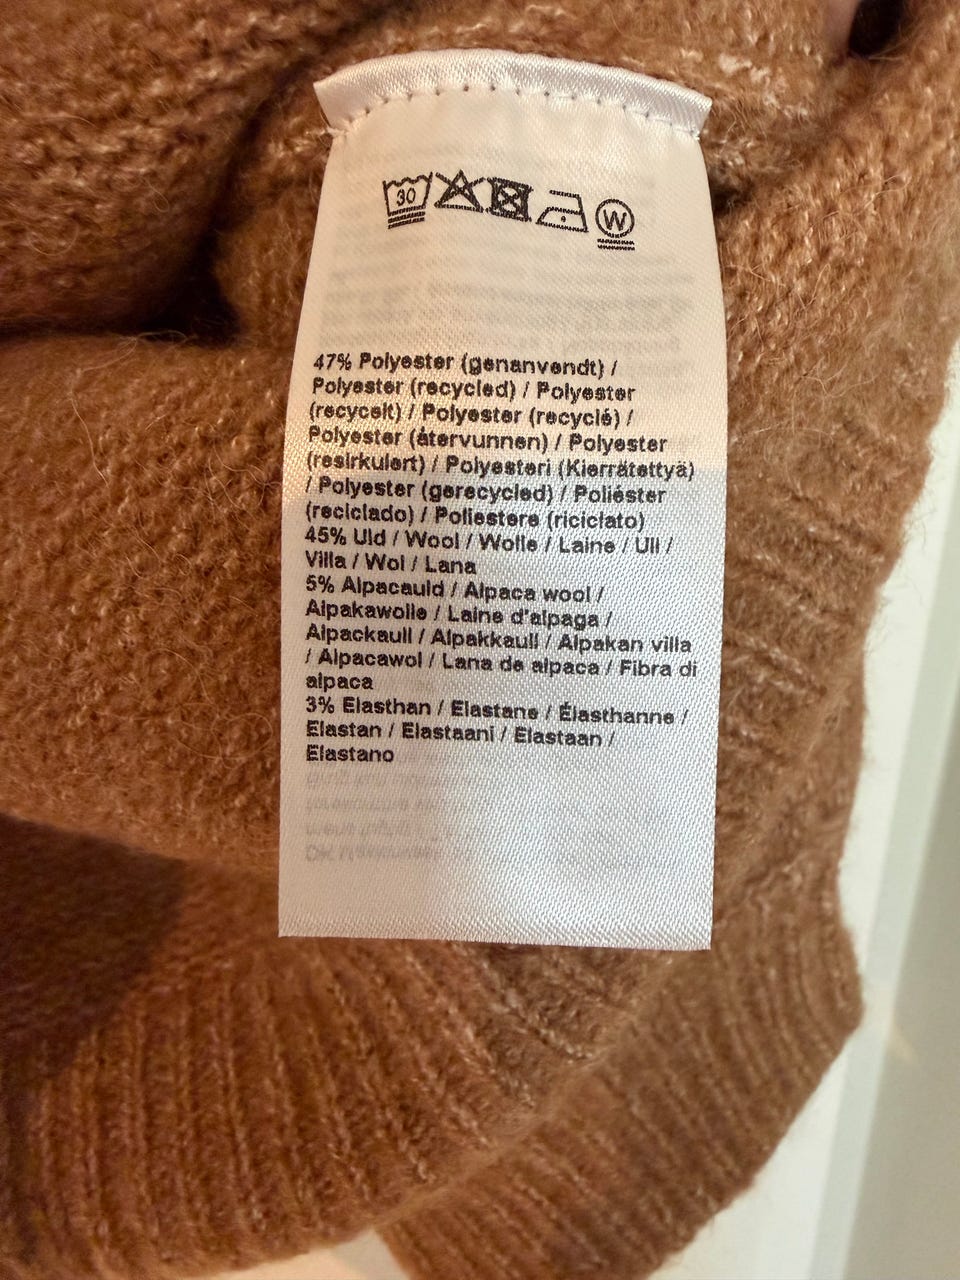 30 W
47% Polyester (genanvendt) /
Polyester (recycled) / Polyester
(recycelt) / Polyester (recyclé) /
Polyester (återvunnen) / Polyester
(resirkulert) / Polyesteri (Kierrätettyä)
/ Polyester (gerecycled) / Poliéster
(reciclado) / Poliestere (riciclato)
45% Uld / Wool / Wolle / Laine / Ull /
Villa / Wol / Lana
5% Alpacauld / Alpaca wool /
Alpakawolle / Laine d'alpaga /
Alpackaull / Alpakkaull / Alpakan villa
/ Alpacawol / Lana de alpaca / Fibra di
alpaca
3% Elasthan / Elastane / Élasthanne /
Elastan / Elastaani / Elastaan /
Elastano